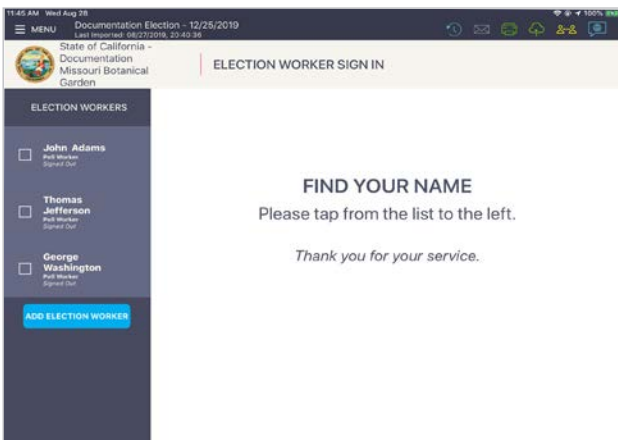 11:45 AM Wed Aug 28
100%
MENU
Documentation Election - 12/25/2019
Last Imported: 08/27/2019, 20:40:36
State of California -
Documentation
Missouri Botanical
Garden
ELECTION WORKER SIGN IN
ELECTION WORKERS
John Adams
Poll Worker
Signed Out
Thomas
Jefferson
Poll Worker
Signed Out
George
Washington
Poll Worker
Signed Out
ADD ELECTION WORKER
FIND YOUR NAME
Please tap from the list to the left.
Thank you for your service.